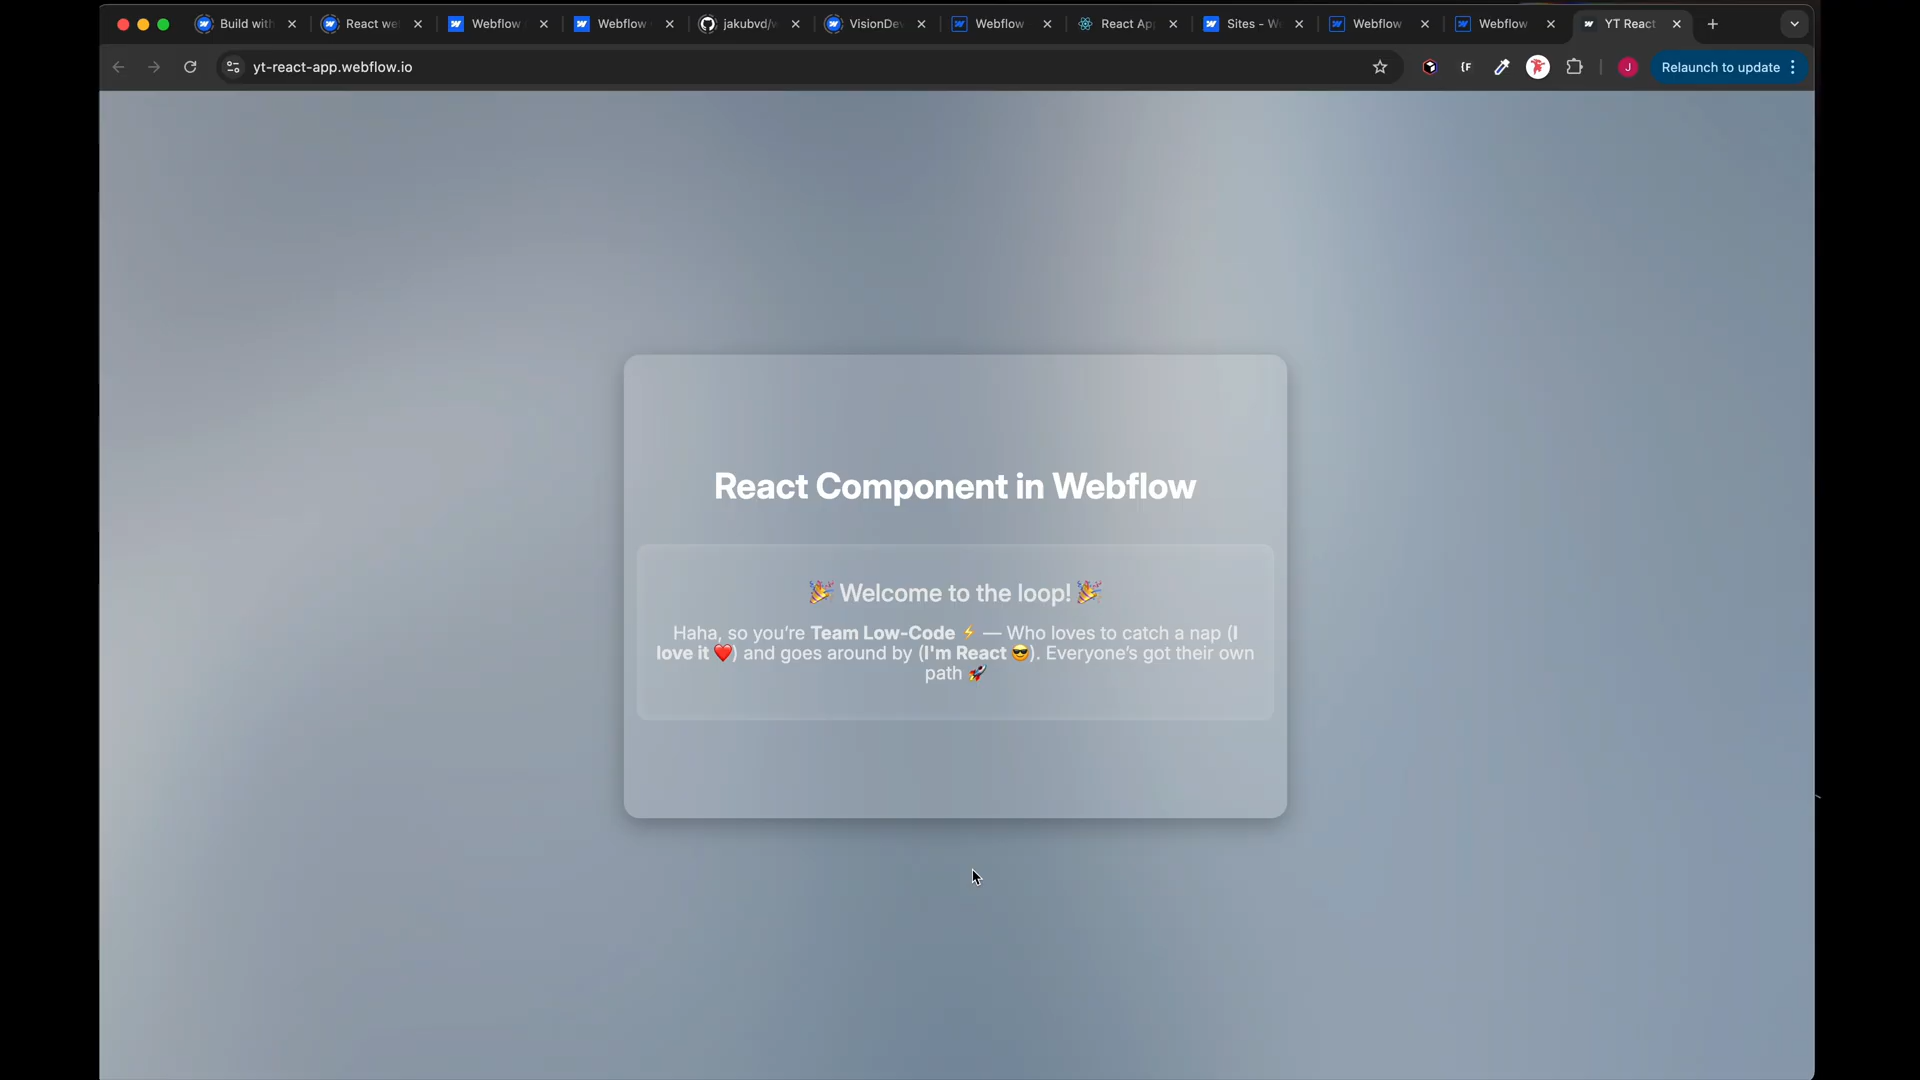 Build with
React we
Webflow
Webflow
jakubvd/w
VisionDev
Webflow
React Ap
Sites - W
Webflow
Webflow
YT React
yt-react-app.webflow.io
{F
J
Relaunch to update
React Component in Webflow
🎉 Welcome to the loop! 🎉
Haha, so you’re Team Low-Code ⚡ — Who loves to catch a nap (I
love it ❤️) and goes around by (I'm React 😎). Everyone’s got their own
path 🚀